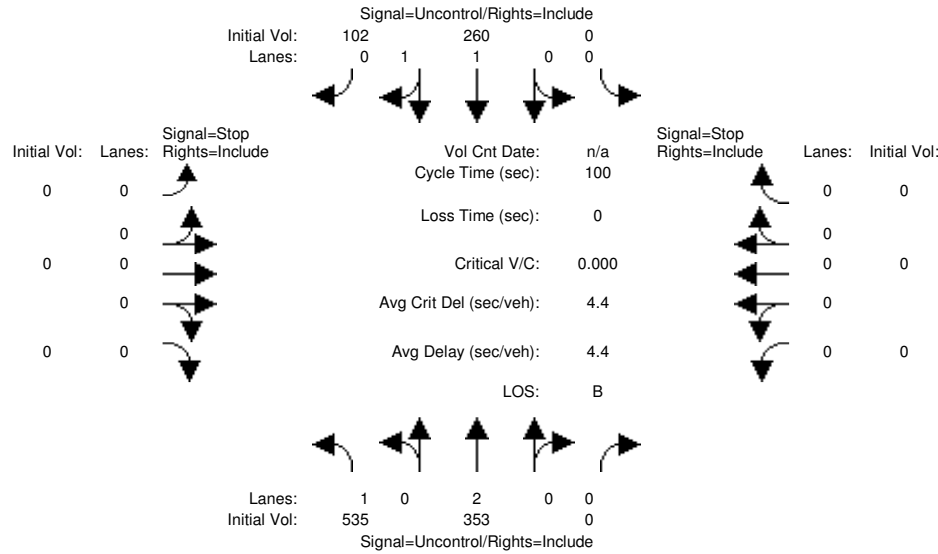 Signal=Uncontrol/Rights=Include
Initial Vol: 102 260 0
Lanes: 0 1 1 0 0
Signal=Stop
Initial Vol: Lanes: Rights=Include
Vol Cnt Date: n/a
Signal=Stop
Rights=Include Lanes: Initial Vol:
Cycle Time (sec): 100
0 0
0 0
Loss Time (sec): 0
0
0
0 0
Critical V/C: 0.000
0 0
0
Avg Crit Del (sec/veh): 4.4
0
0 0
Avg Delay (sec/veh): 4.4
0 0
LOS: B
Lanes: 1 0 2 0 0
Initial Vol: 535 353 0
Signal=Uncontrol/Rights=Include